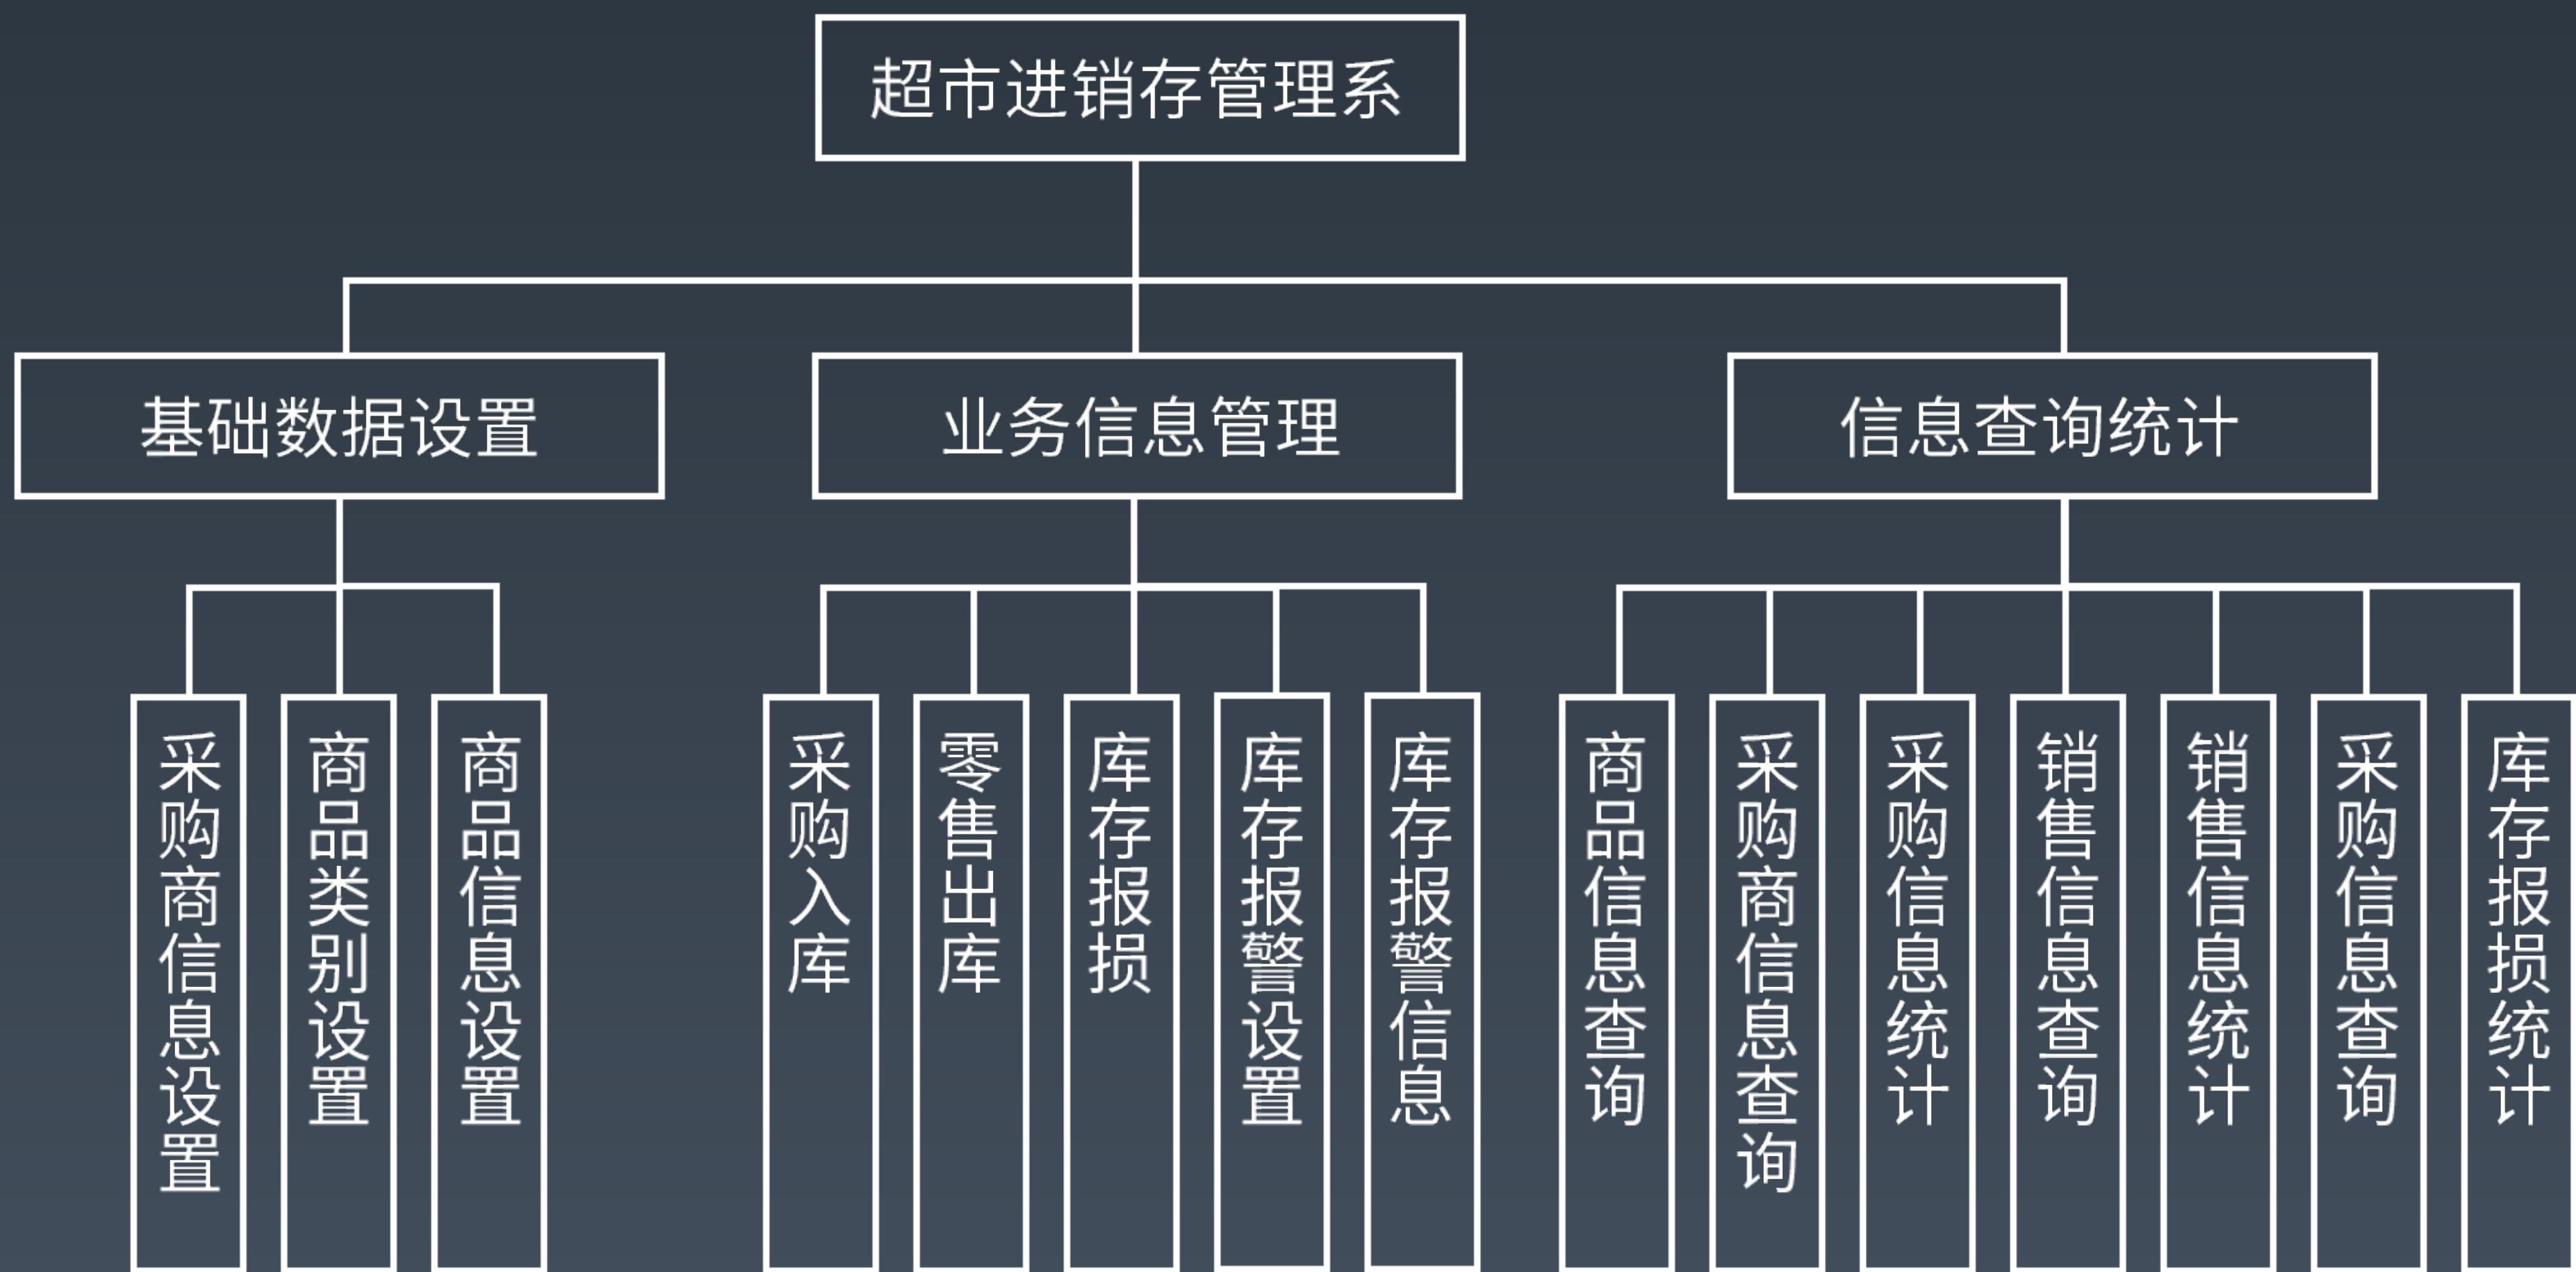 超市进销存管理系
基础数据设置
业务信息管理
信息查询统计
采购商信息设置
商品类别设置
商品信息设置
采购入库
零售出库
库存报损
库存报警设置
库存报警信息
商品信息查询
采购商信息查询
采购信息统计
销售信息查询
销售信息统计
采购信息查询
库存报损统计